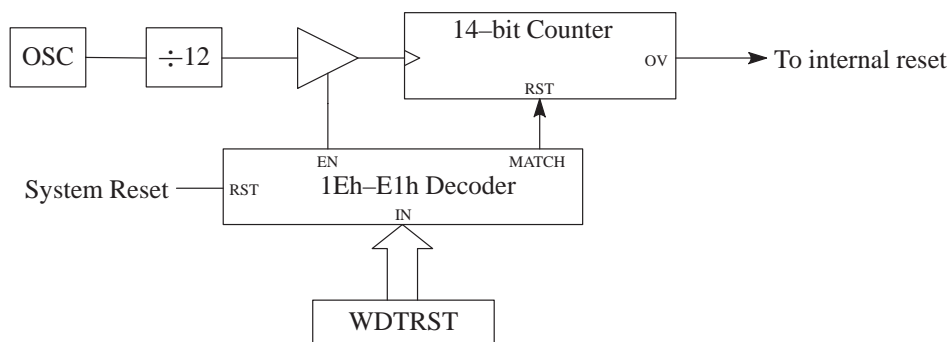 14–bit Counter
OSC
÷12
OV
To internal reset
RST
EN
MATCH
System Reset
RST
1Eh–E1h Decoder
IN
WDTRST